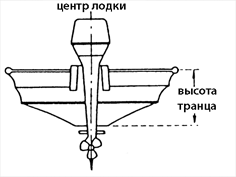 центр лодки
высота
транца